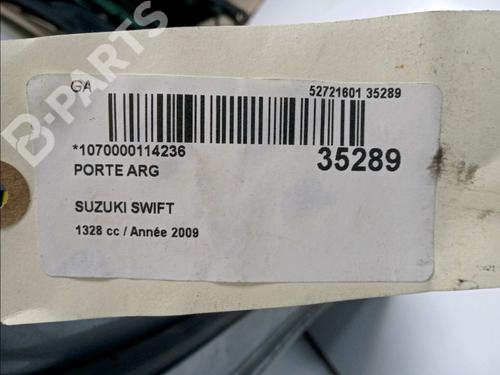 GA
52721601 35289
*1070000114236
35289
PORTE ARG
SUZUKI SWIFT
1328 cc / Année 2009
B-PARTS